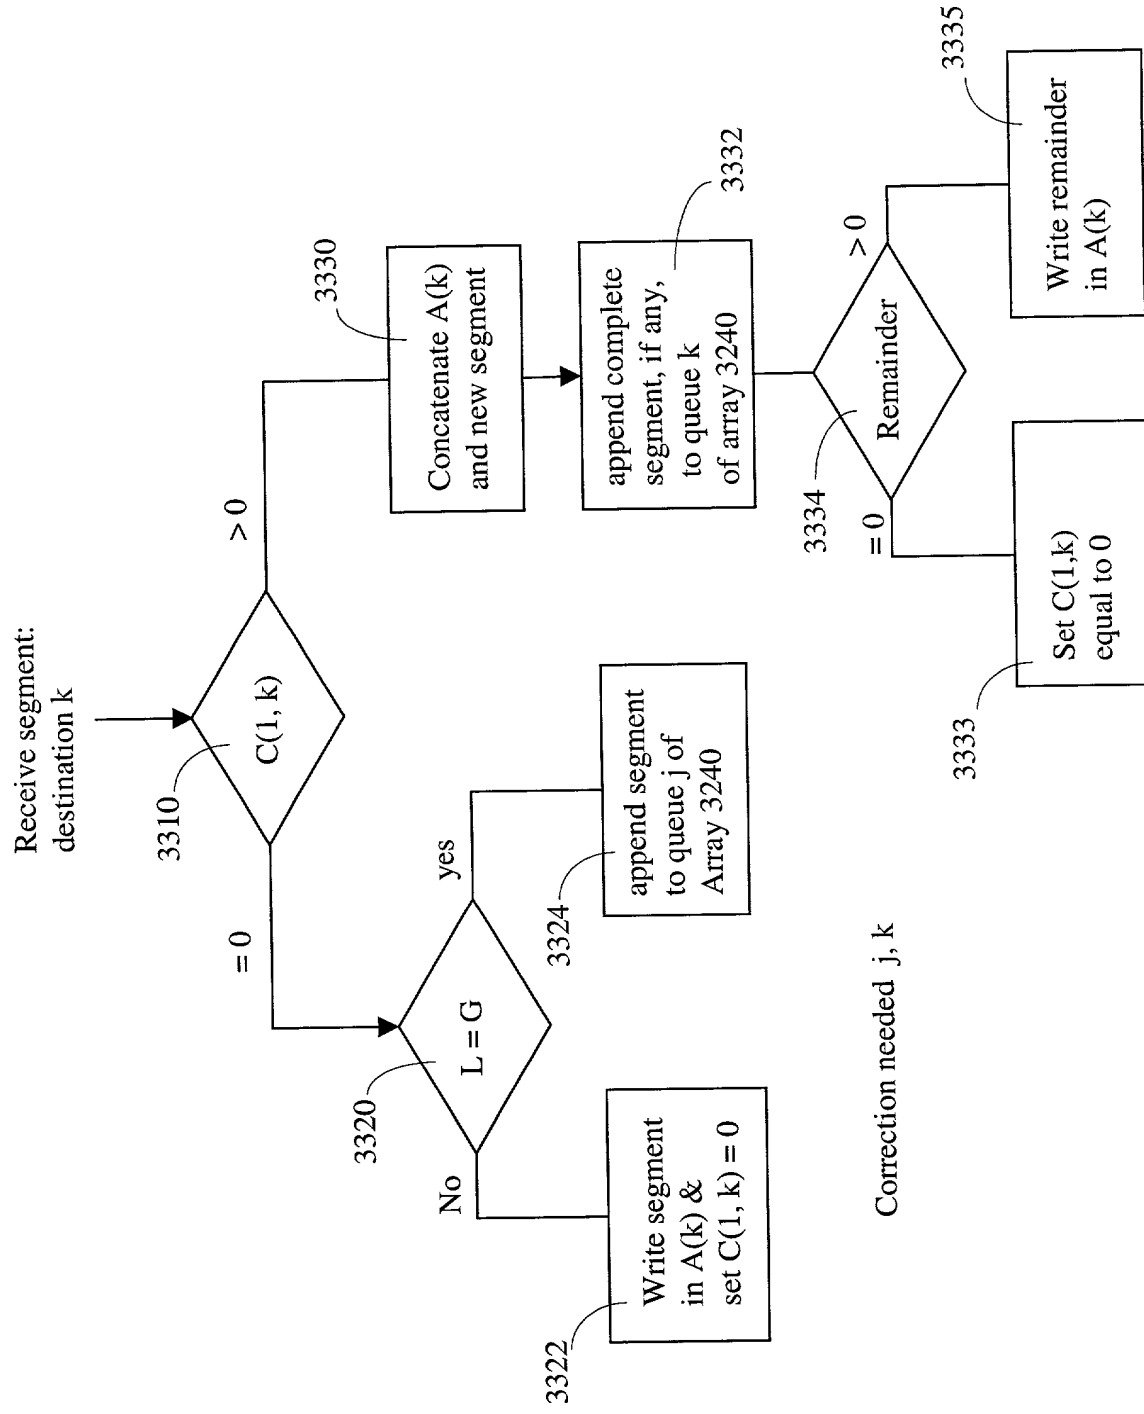 Receive segment:
destination k
3310
C(1, k)
= 0
> 0
3320
L = G
No
yes
3322
Write segment
in A(k) &
set C(1, k) = 0
3324
append segment
to queue j of
Array 3240
3330
Concatenate A(k)
and new segment
3332
append complete
segment, if any,
to queue k
of array 3240
3334
Remainder
= 0
> 0
3333
Set C(1,k)
equal to 0
3335
Write remainder
in A(k)
Correction needed j, k